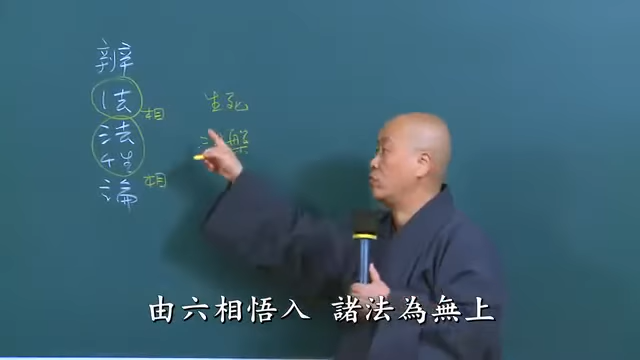 辨法法性論
相
相
生死
槃
由六相悟入 諸法為無上